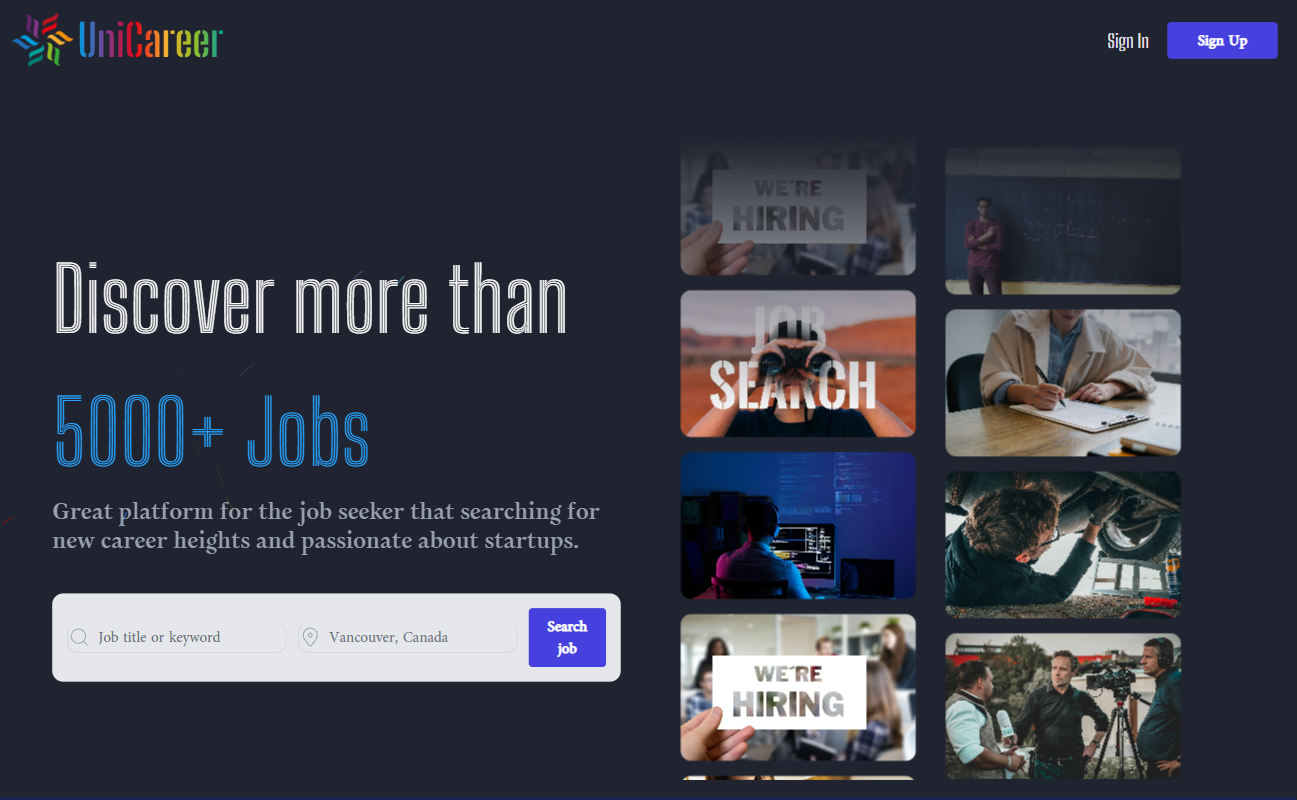 UniCareer
Sign In
Sign Up
Discover more than
5000+ Jobs
Great platform for the job seeker that searching for
new career heights and passionate about startups.
Job title or keyword
Vancouver, Canada
Search
job
WE'RE
HIRING
JOB
SEARCH
WE'RE
HIRING